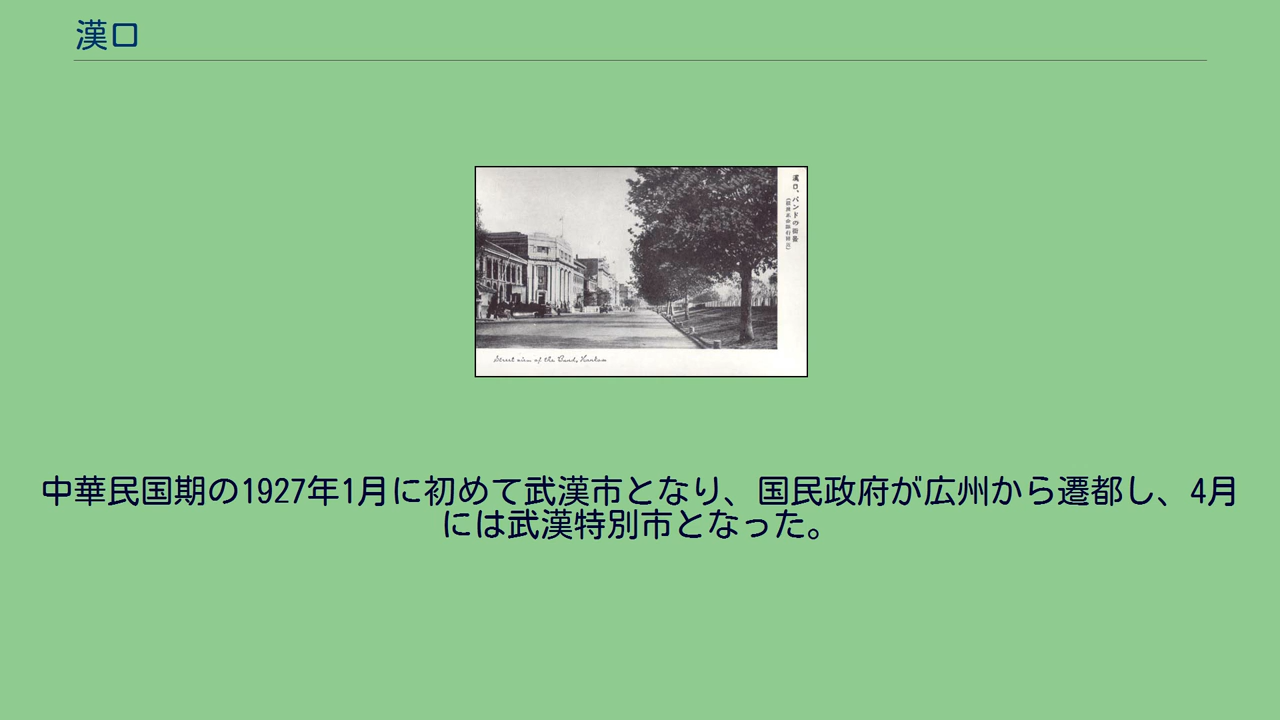 漢口
漢口、バンドの街景
Street view of the Bund, Hankow
中華民国期の1927年1月に初めて武漢市となり、国民政府が広州から遷都し、4月
には武漢特別市となった。